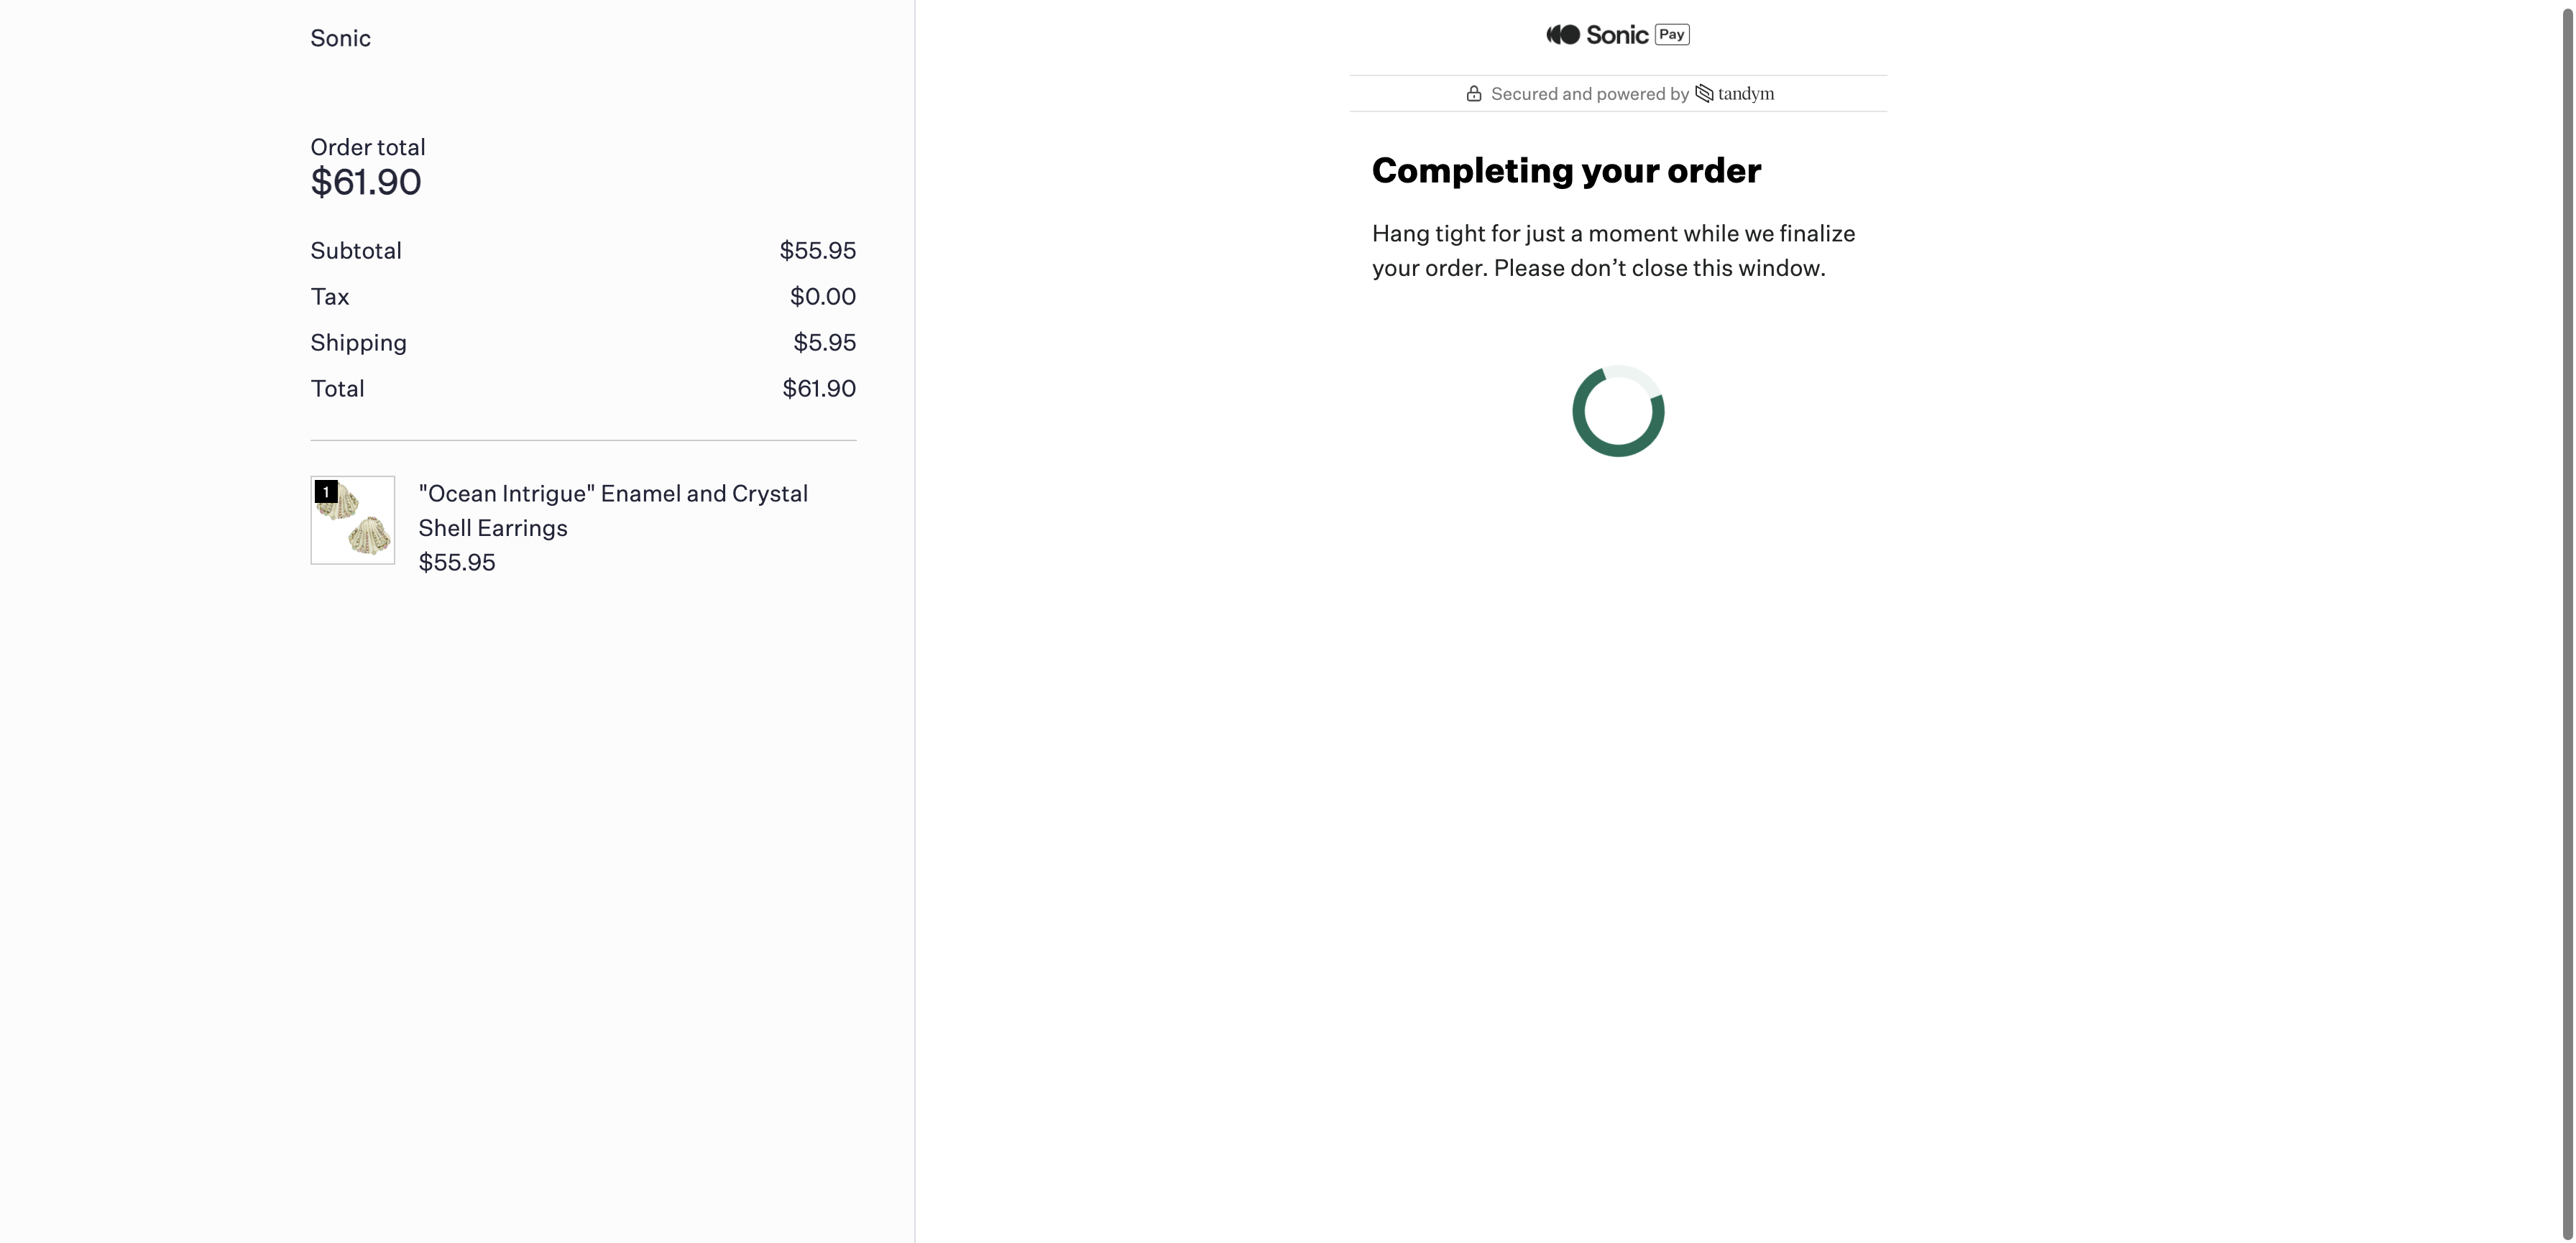 Sonic
Order total
$61.90
Subtotal $55.95
Tax $0.00
Shipping $5.95
Total $61.90
1
"Ocean Intrigue" Enamel and Crystal
Shell Earrings
$55.95
Sonic Pay
Secured and powered by tandym
Completing your order
Hang tight for just a moment while we finalize
your order. Please don’t close this window.